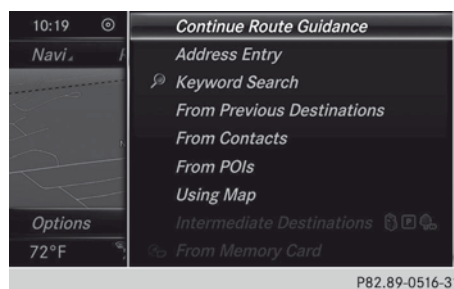 10:19
Continue Route Guidance
Navi
Address Entry
Keyword Search
From Previous Destinations
From Contacts
From POIs
Using Map
Options
Intermediate Destinations P
72°F
From Memory Card
P82.89-0516-3